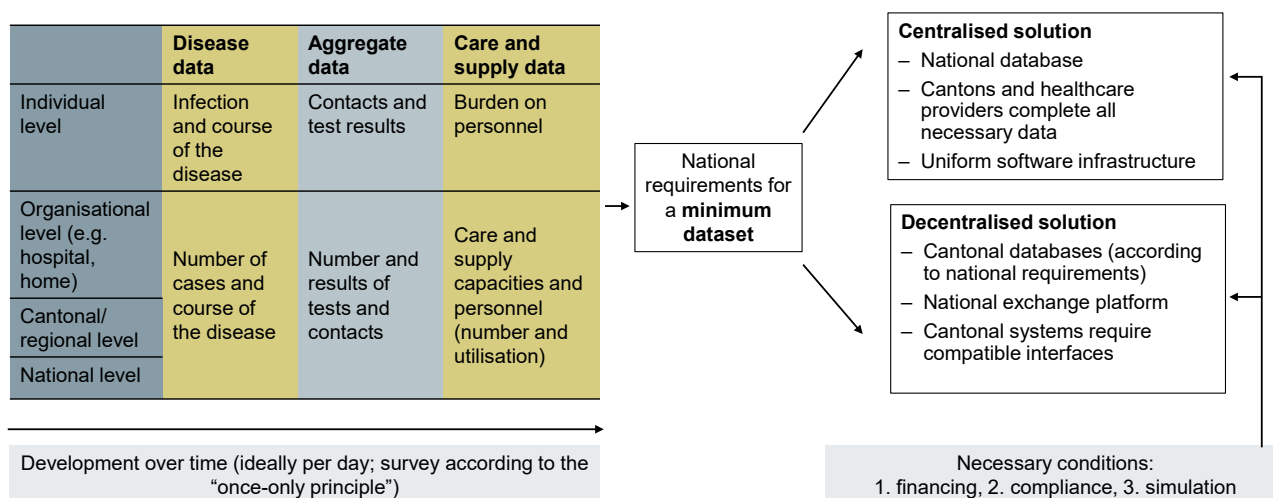 Disease
data
Aggregate
data
Care and
supply data
Individual
level
Infection
and course
of the
disease
Contacts and
test results
Burden on
personnel
Organisational
level (e.g.
hospital,
home)
Cantonal/
regional level
National level
Number of
cases and
course of
the disease
Number and
results of
tests and
contacts
Care and
supply
capacities and
personnel
(number and
utilisation)
Development over time (ideally per day; survey according to the
“once-only principle”)
National
requirements for
a minimum
dataset
Centralised solution
– National database
– Cantons and healthcare
providers complete all
necessary data
– Uniform software infrastructure
Decentralised solution
– Cantonal databases (according
to national requirements)
– National exchange platform
– Cantonal systems require
compatible interfaces
Necessary conditions:
1. financing, 2. compliance, 3. simulation